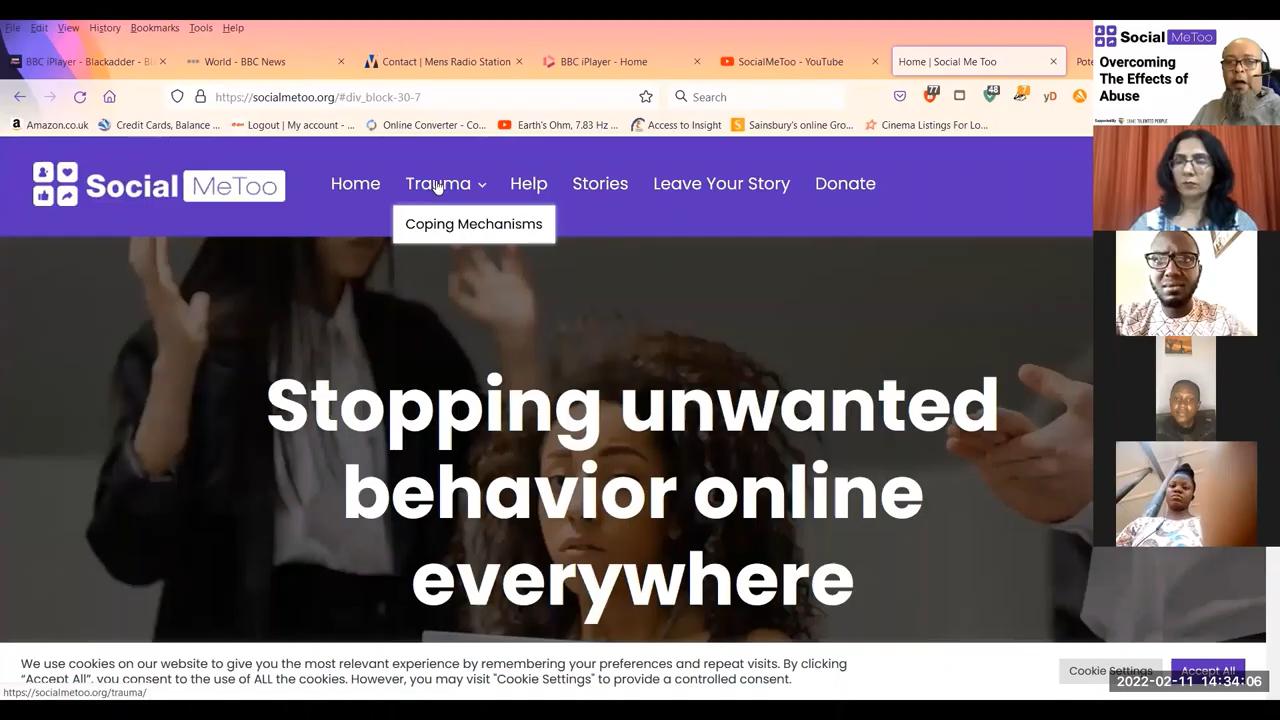 File Edit View History Bookmarks Tools Help
BBC iPlayer - Blackadder - B
World - BBC News
Contact | Mens Radio Station
BBC iPlayer - Home
SocialMeToo - YouTube
Home | Social Me Too
Pote
https://socialmetoo.org/#div_block-30-7
Search
77
48
7
yD
Amazon.co.uk
Credit Cards, Balance ...
Logout | My account - ...
Online Converter - Co...
Earth's Ohm, 7.83 Hz ...
Access to Insight
Sainsbury's online Gro...
Cinema Listings For Lo...
Social MeToo
Home
Trauma
Help
Stories
Leave Your Story
Donate
Coping Mechanisms
Stopping unwanted
behavior online
everywhere
We use cookies on our website to give you the most relevant experience by remembering your preferences and repeat visits. By clicking
“Accept All”, you consent to the use of ALL the cookies. However, you may visit "Cookie Settings" to provide a controlled consent.
Cookie Settings
Accept All
https://socialmetoo.org/trauma/
Social MeToo
Overcoming
The Effects of
Abuse
Supported By
2022-02-11 14:34:06